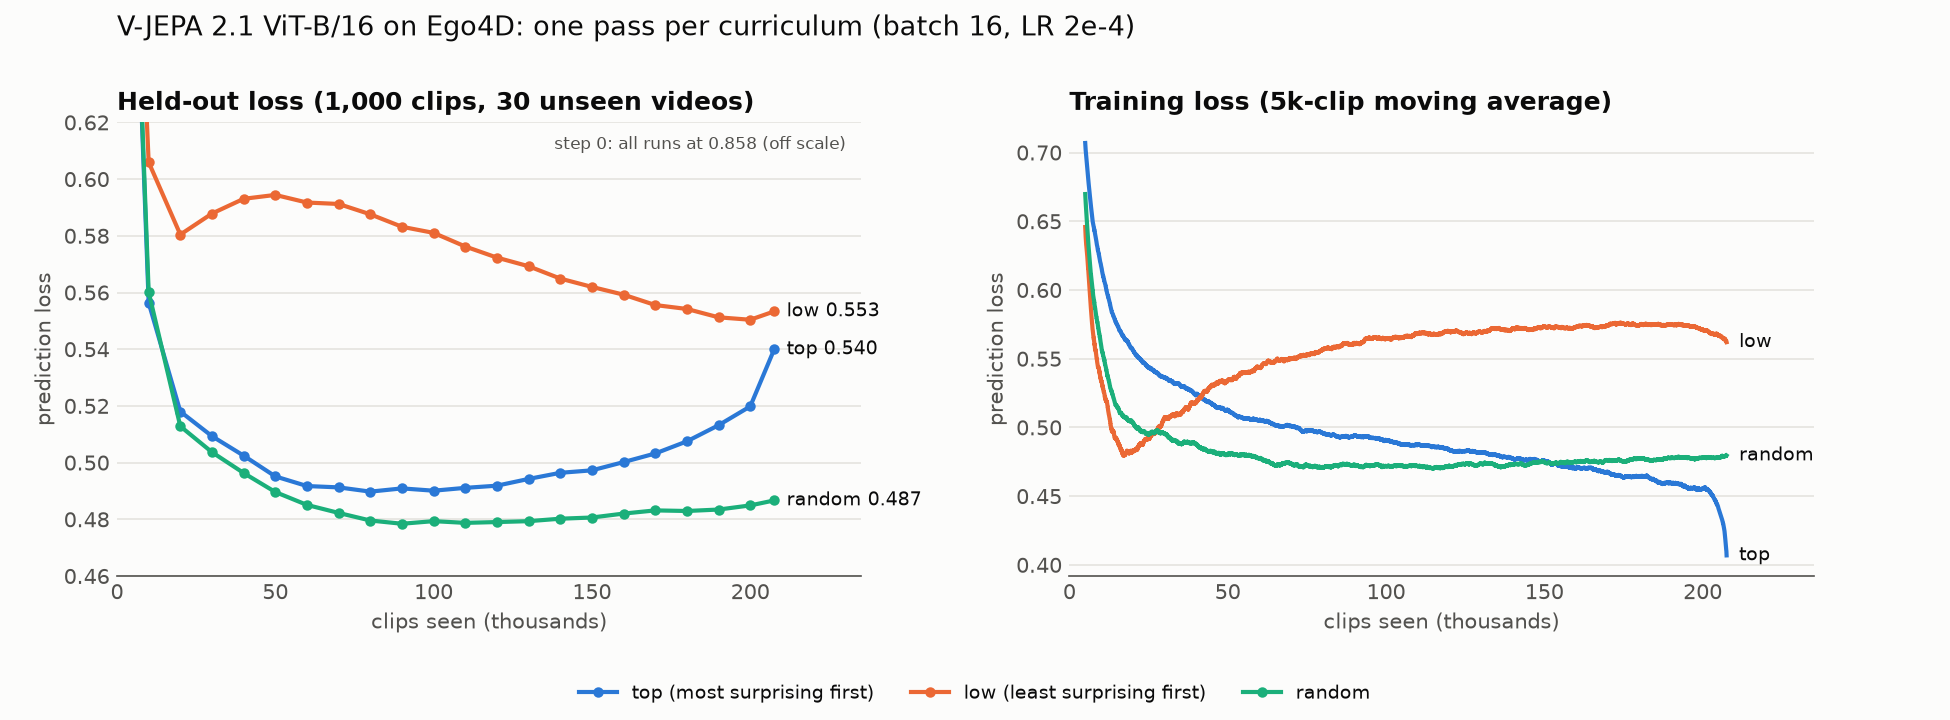 V-JEPA 2.1 ViT-B/16 on Ego4D: one pass per curriculum (batch 16, LR 2e-4)
Held-out loss (1,000 clips, 30 unseen videos)
step 0: all runs at 0.858 (off scale)
0.62
0.60
0.58
0.56
0.54
0.52
0.50
0.48
0.46
prediction loss
low 0.553
top 0.540
random 0.487
0
50
100
150
200
clips seen (thousands)
Training loss (5k-clip moving average)
0.70
0.65
0.60
0.55
0.50
0.45
0.40
prediction loss
low
random
top
0
50
100
150
200
clips seen (thousands)
top (most surprising first)
low (least surprising first)
random